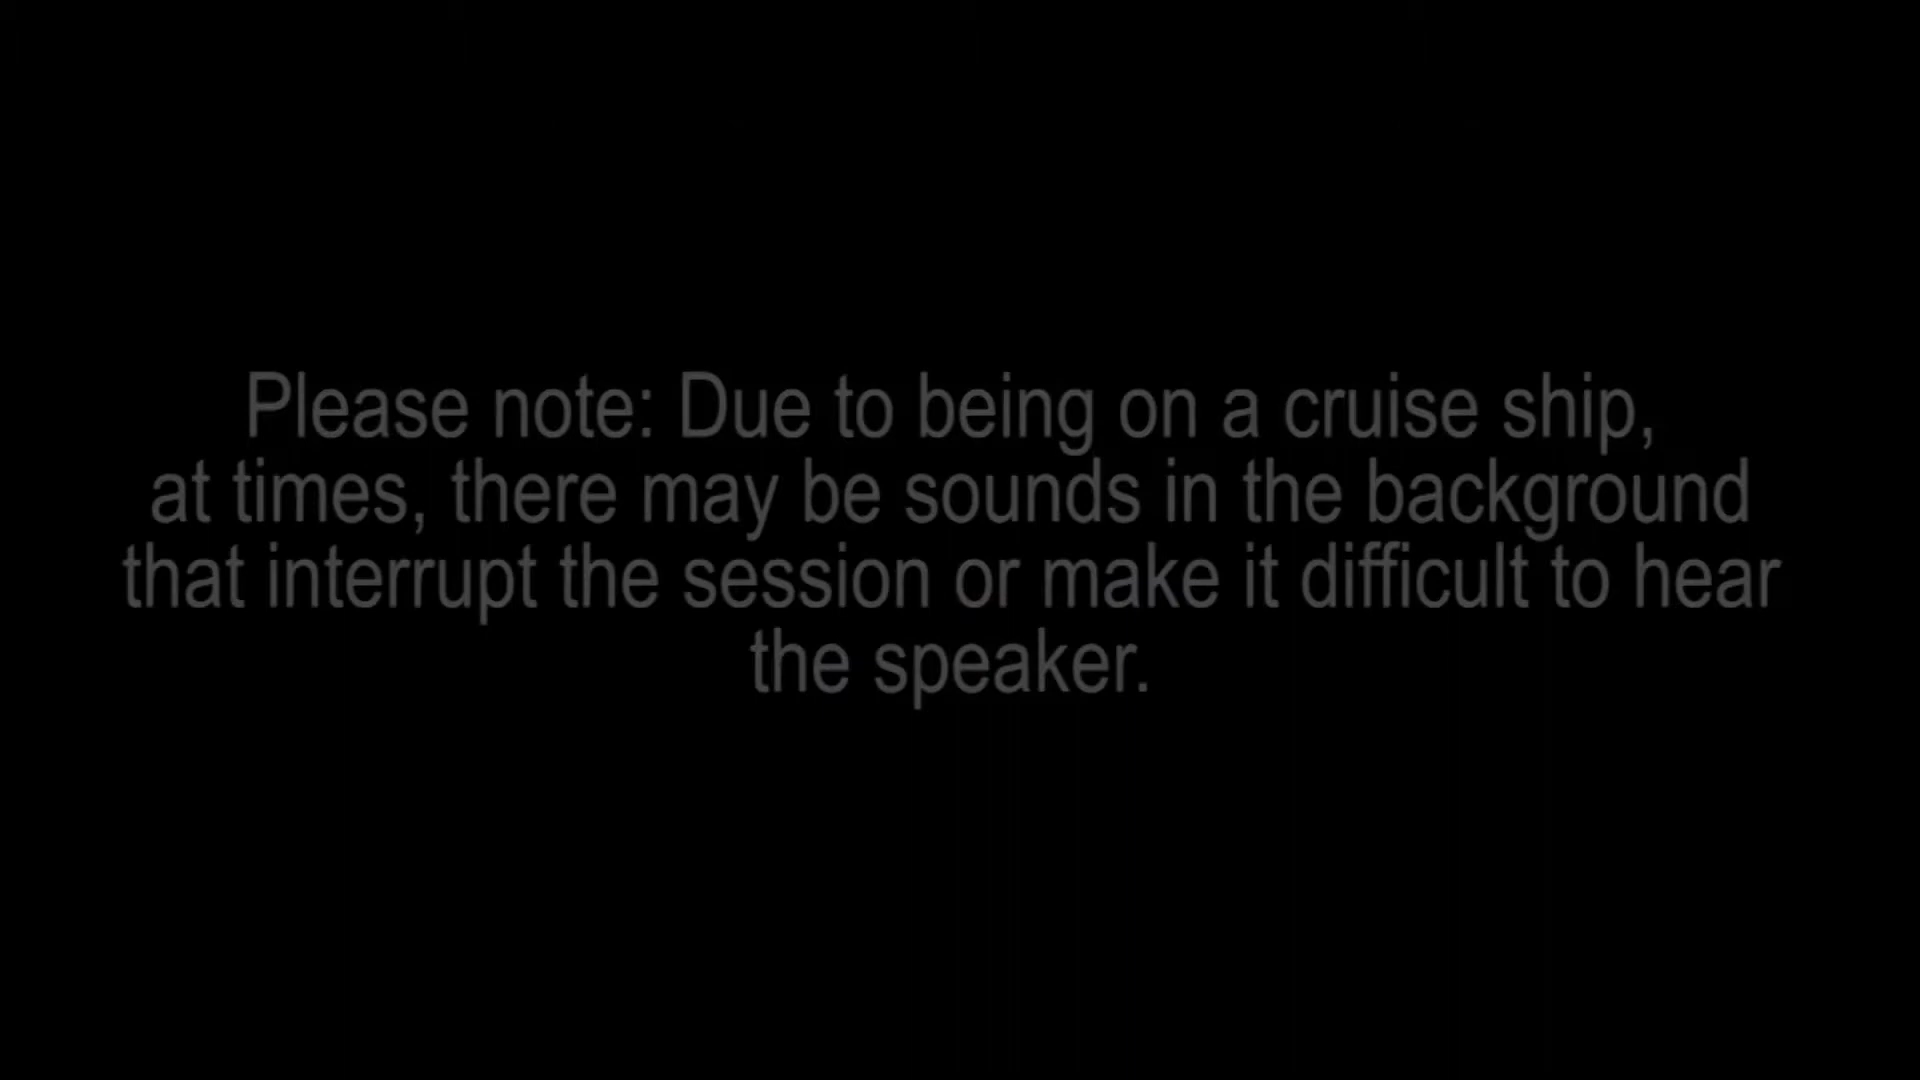 Please note: Due to being on a cruise ship,
at times, there may be sounds in the background
that interrupt the session or make it difficult to hear
the speaker.